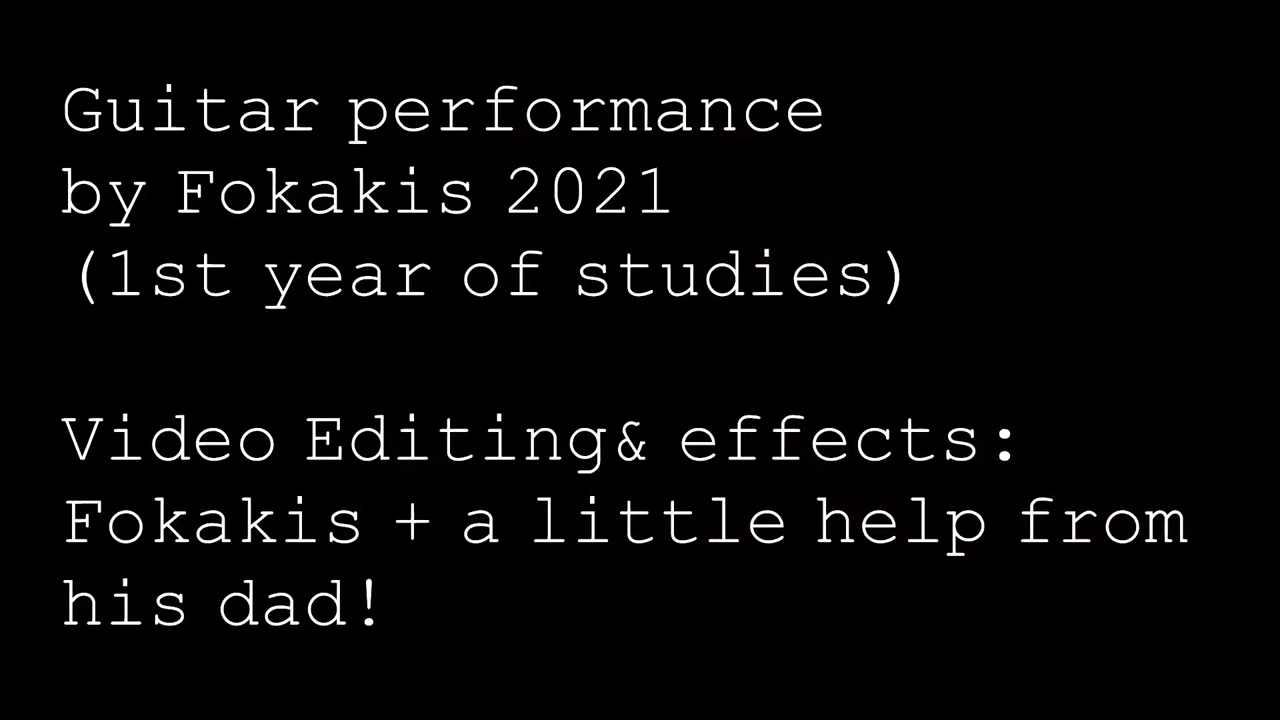 Guitar performance
by Fokakis 2021
(1st year of studies)
Video Editing& effects:
Fokakis + a little help from
his dad!